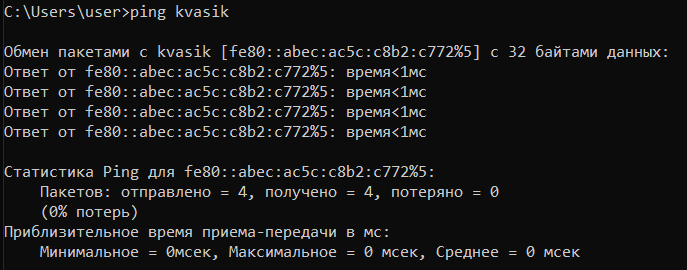 C:\Users\user>ping kvasik
Обмен пакетами с kvasik [fe80::abec:ac5c:c8b2:c772%5] с 32 байтами данных:
Ответ от fe80::abec:ac5c:c8b2:c772%5: время<1мс
Ответ от fe80::abec:ac5c:c8b2:c772%5: время<1мс
Ответ от fe80::abec:ac5c:c8b2:c772%5: время<1мс
Ответ от fe80::abec:ac5c:c8b2:c772%5: время<1мс
Статистика Ping для fe80::abec:ac5c:c8b2:c772%5:
Пакетов: отправлено = 4, получено = 4, потеряно = 0
(0% потерь)
Приблизительное время приема-передачи в мс:
Минимальное = 0мсек, Максимальное = 0 мсек, Среднее = 0 мсек